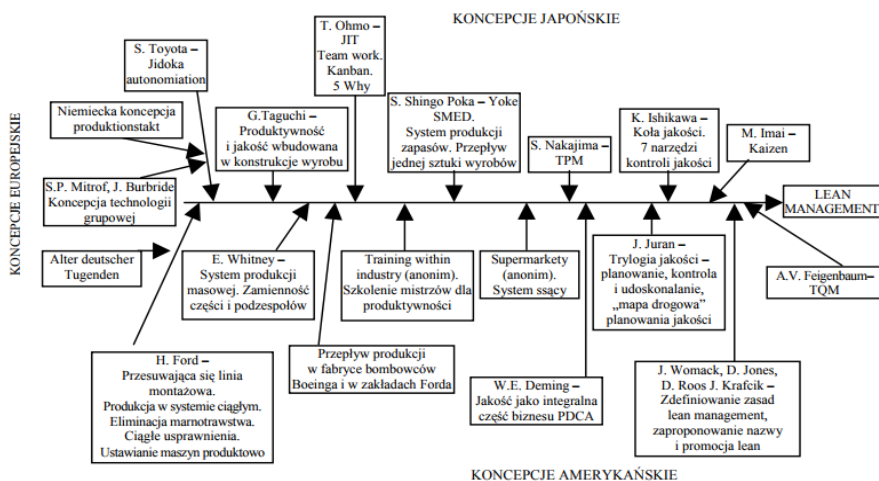 KONCEPCJE JAPOŃSKIE
KONCEPCJE EUROPEJSKIE
S. Toyota –
Jidoka
autonomiation
T. Ohmo –
JIT
Team work.
Kanban.
5 Why
Niemiecka koncepcja
produktionstakt
G.Taguchi –
Produktywność
i jakość wbudowana
w konstrukcje wyrobu
S. Shingo Poka – Yoke
SMED.
System produkcji
zapasów. Przepływ
jednej sztuki wyrobów
S. Nakajima –
TPM
K. Ishikawa –
Koła jakości.
7 narzędzi
kontroli jakości
M. Imai –
Kaizen
S.P. Mitrof, J. Burbride
Koncepcja technologii
grupowej
LEAN
MANAGEMENT
Alter deutscher
Tugenden
E. Whitney –
System produkcji
masowej. Zamienność
części i podzespołów
Training within
industry (anonim).
Szkolenie mistrzów dla
produktywności
Supermarkety
(anonim).
System ssący
J. Juran –
Trylogia jakości –
planowanie, kontrola
i udoskonalanie,
„mapa drogowa”
planowania jakości
A.V. Feigenbaum–
TQM
H. Ford –
Przesuwająca się linia
montażowa.
Produkcja w systemie ciągłym.
Eliminacja marnotrawstwa.
Ciągłe usprawnienia.
Ustawianie maszyn produktowo
Przepływ produkcji
w fabryce bombowców
Boeinga i w zakładach Forda
W.E. Deming –
Jakość jako integralna
część biznesu PDCA
J. Womack, D. Jones,
D. Roos J. Krafcik –
Zdefiniowanie zasad
lean management,
zaproponowanie nazwy
i promocja lean
KONCEPCJE AMERYKAŃSKIE